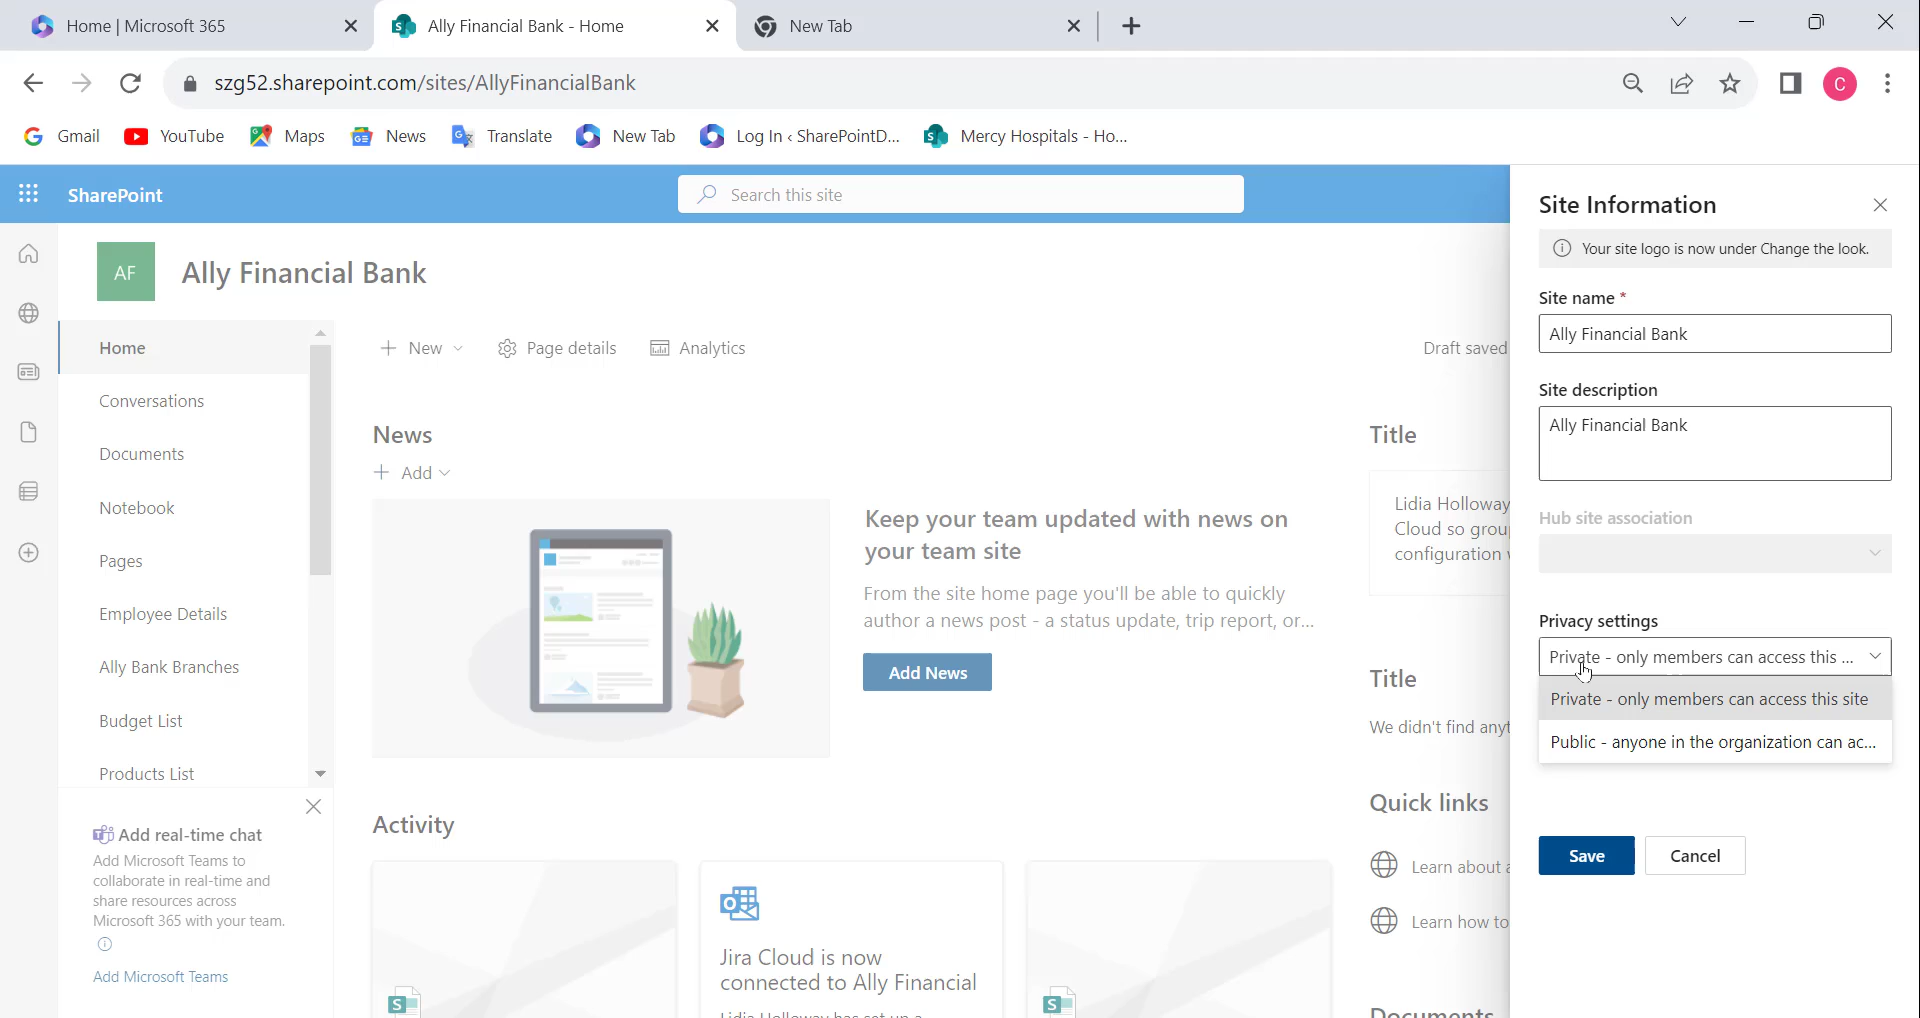 Home | Microsoft 365
Ally Financial Bank - Home
New Tab
szg52.sharepoint.com/sites/AllyFinancialBank
C
Gmail
YouTube
Maps
News
Translate
New Tab
Log In ‹ SharePointD...
Mercy Hospitals - Ho...
SharePoint
Search this site
AF
Ally Financial Bank
Home
Conversations
Documents
Notebook
Pages
Employee Details
Ally Bank Branches
Budget List
Products List
Add real-time chat
Add Microsoft Teams to
collaborate in real-time and
share resources across
Microsoft 365 with your team.
Add Microsoft Teams
New
Page details
Analytics
Draft saved
News
Add
Keep your team updated with news on
your team site
From the site home page you'll be able to quickly
author a news post - a status update, trip report, or...
Add News
Activity
Jira Cloud is now
connected to Ally Financial
Title
Lidia Holloway
Cloud so grou
configuration
Title
We didn't find any
Quick links
Learn about
Learn how to
Documents
Site Information
Your site logo is now under Change the look.
Site name *
Ally Financial Bank
Site description
Ally Financial Bank
Hub site association
Privacy settings
Private - only members can access this ...
Private - only members can access this site
Public - anyone in the organization can ac...
Save
Cancel